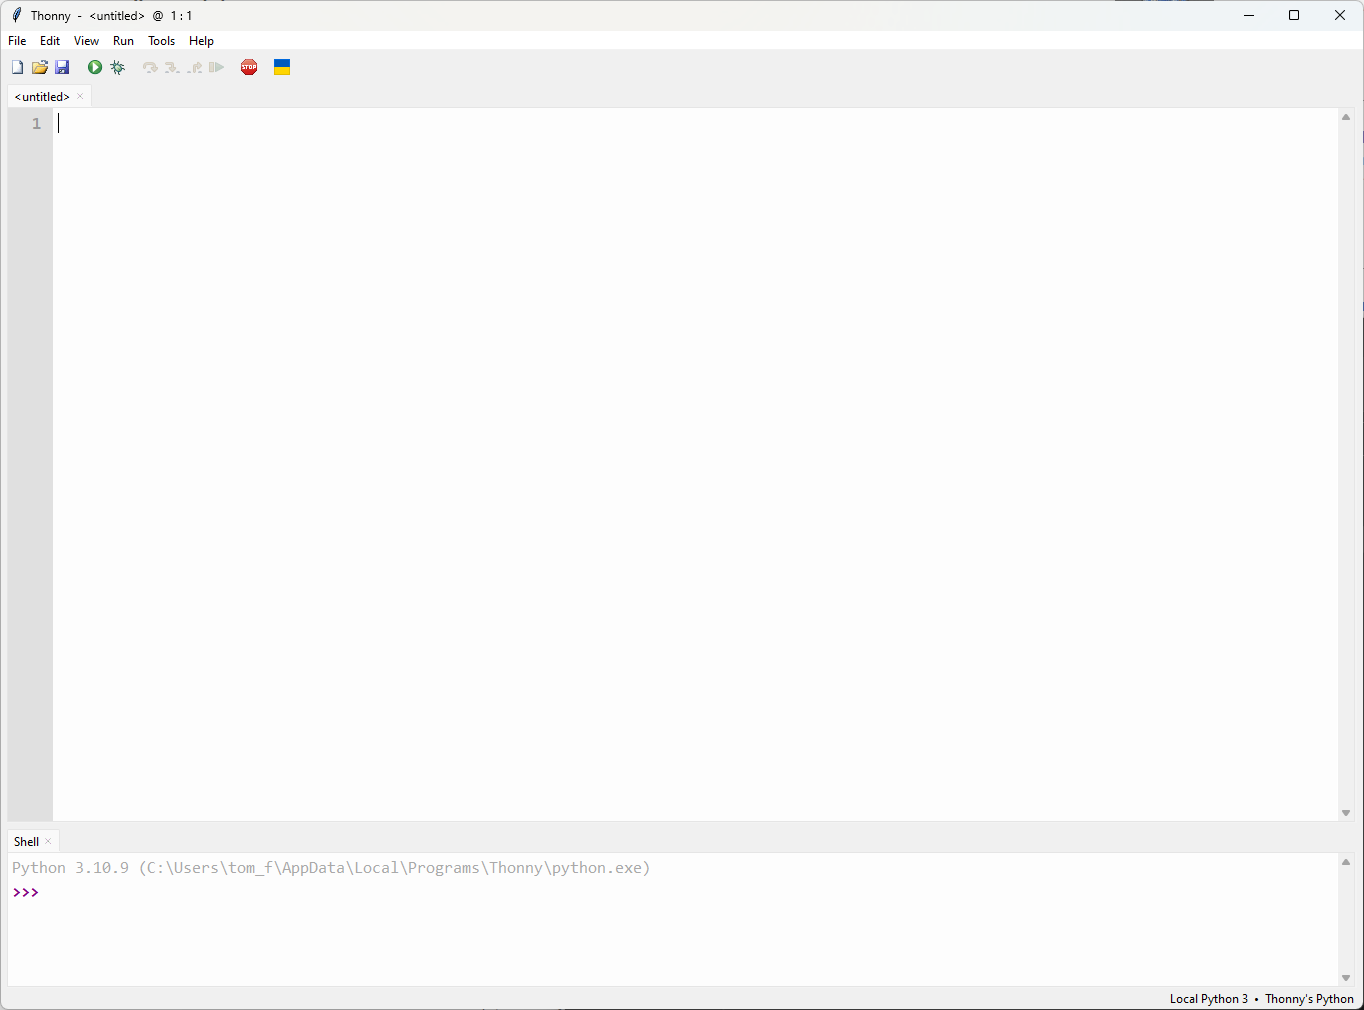 Thonny - <untitled> @ 1 : 1
File Edit View Run Tools Help
STOP
<untitled> ×
1
Shell ×
Python 3.10.9 (C:\Users\tom_f\AppData\Local\Programs\Thonny\python.exe)
>>>
Local Python 3 • Thonny's Python